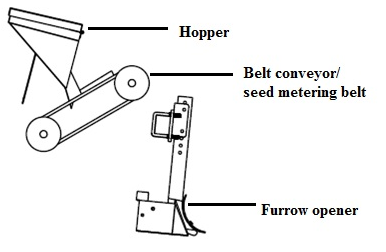 Hopper
Belt conveyor/
seed metering belt
Furrow opener